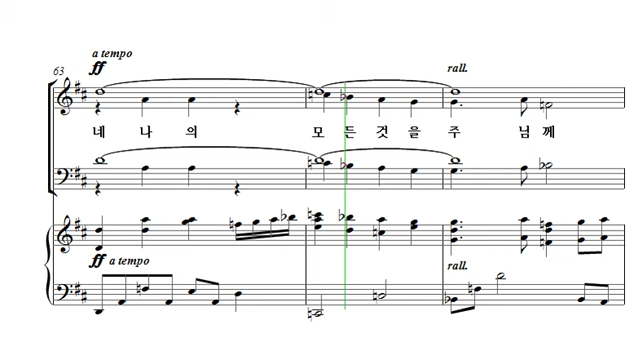 a tempo
ff
63
rall.
네 나 의 모 든 것 을 주 님 께
ff a tempo
rall.